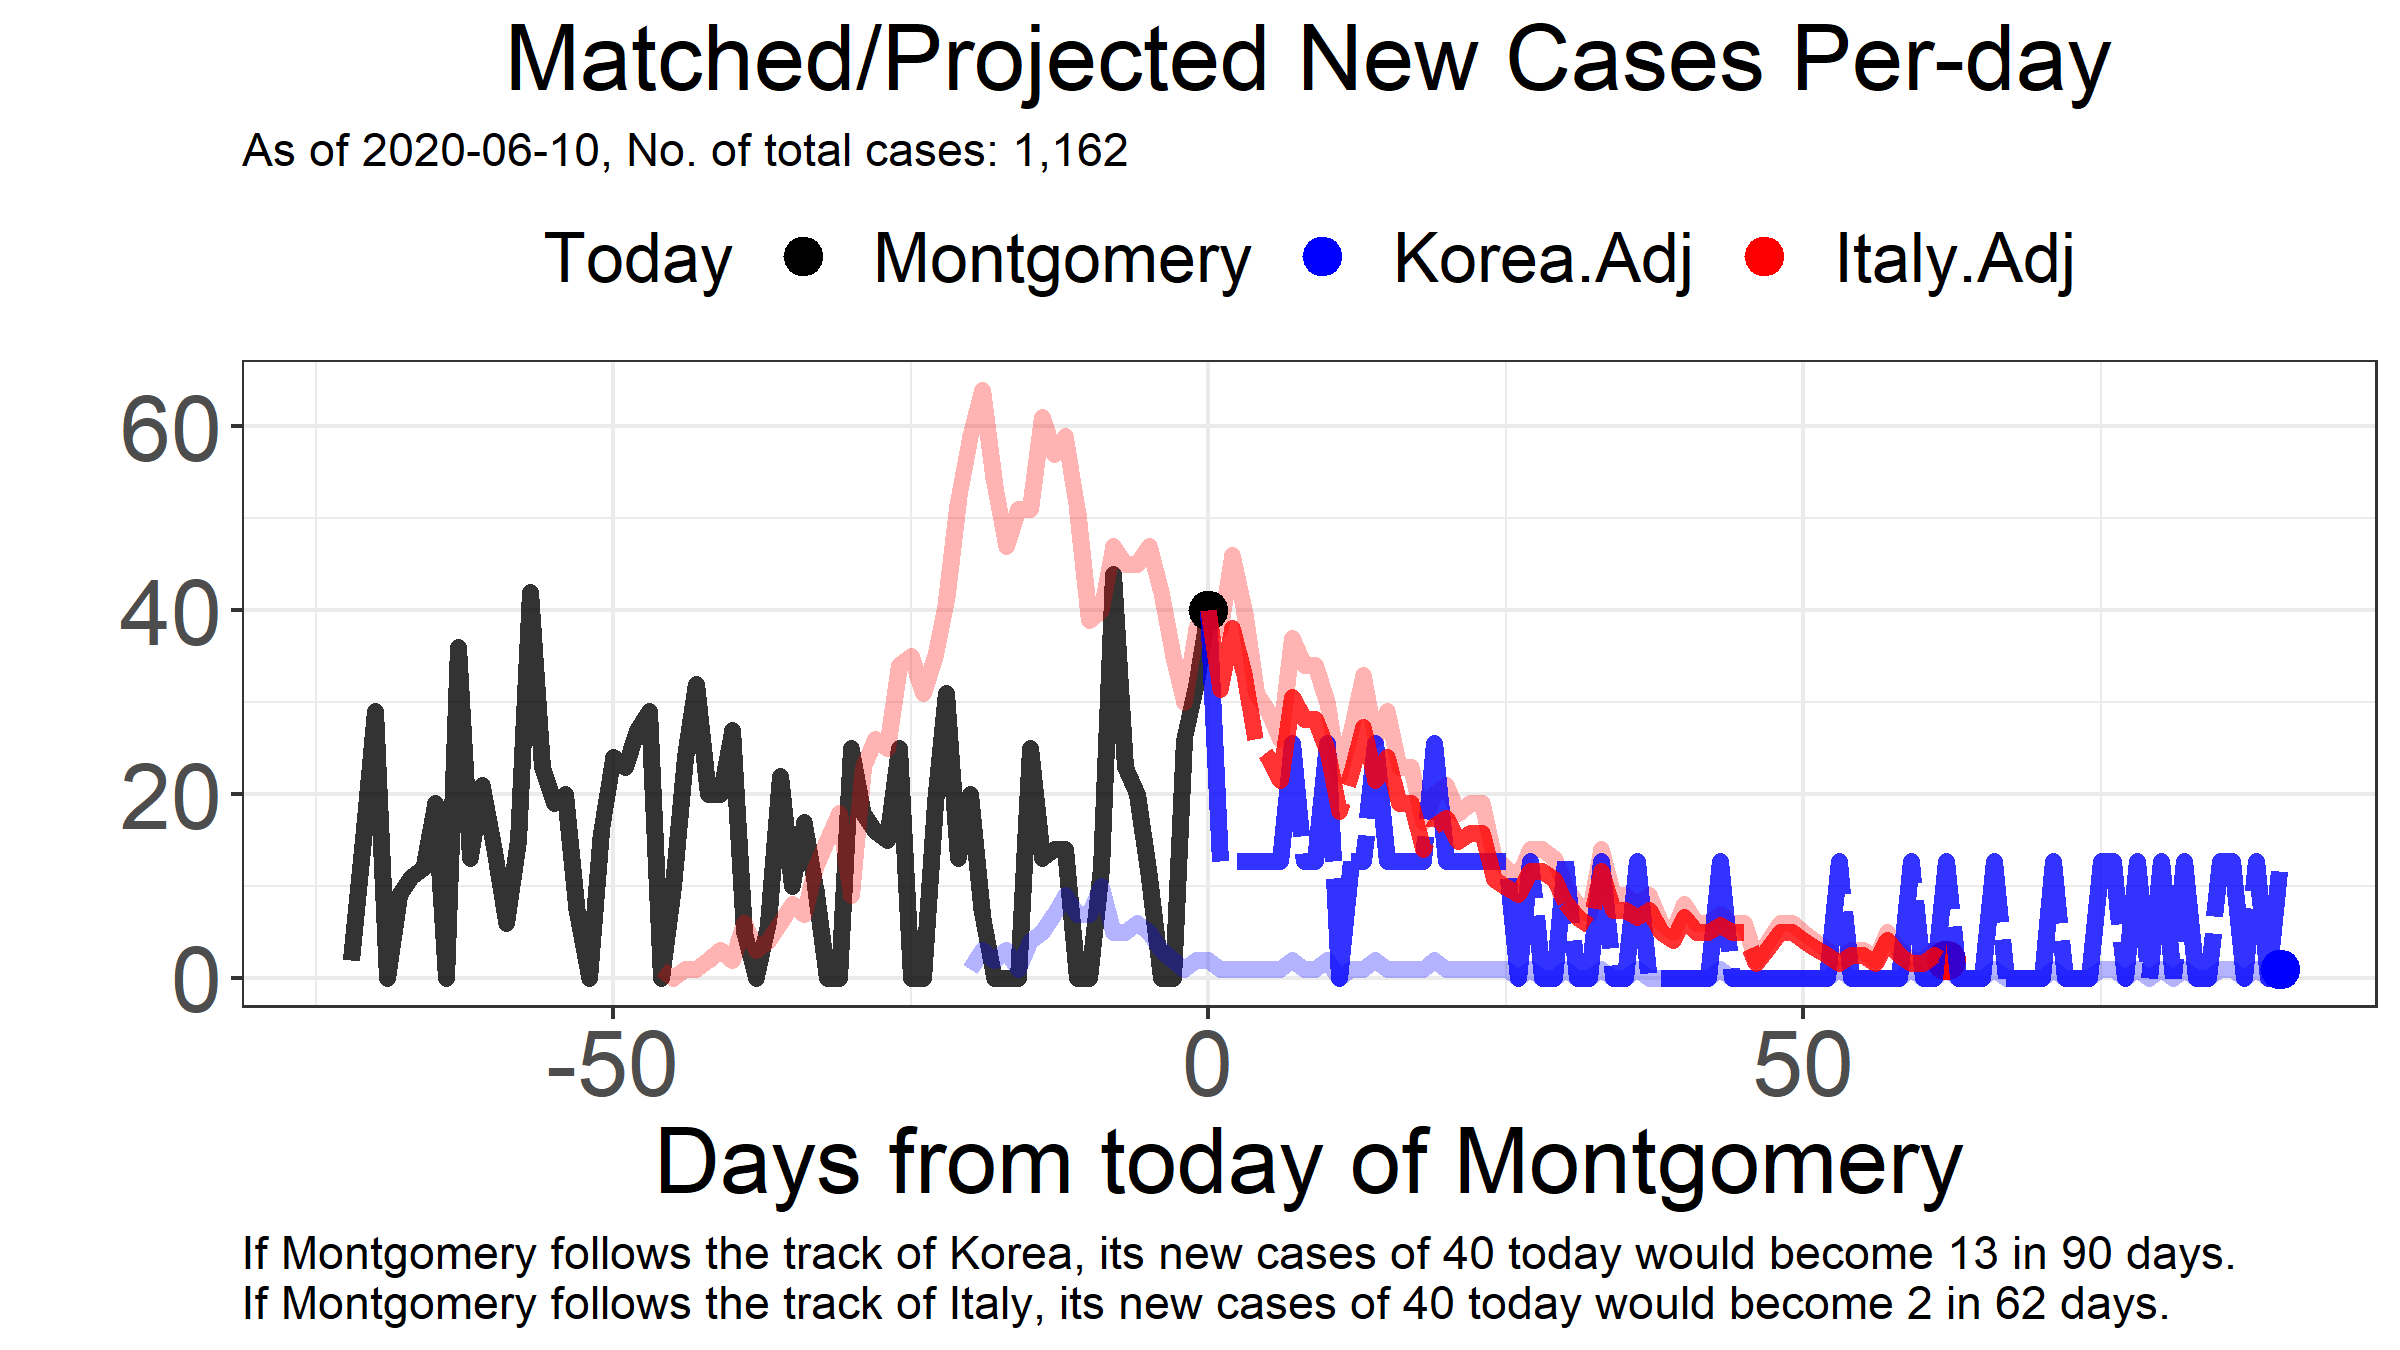 Matched/Projected New Cases Per-day
As of 2020-06-10, No. of total cases: 1,162
Today Montgomery Korea.Adj Italy.Adj
60
40
20
0
-50 0 50
Days from today of Montgomery
If Montgomery follows the track of Korea, its new cases of 40 today would become 13 in 90 days.
If Montgomery follows the track of Italy, its new cases of 40 today would become 2 in 62 days.